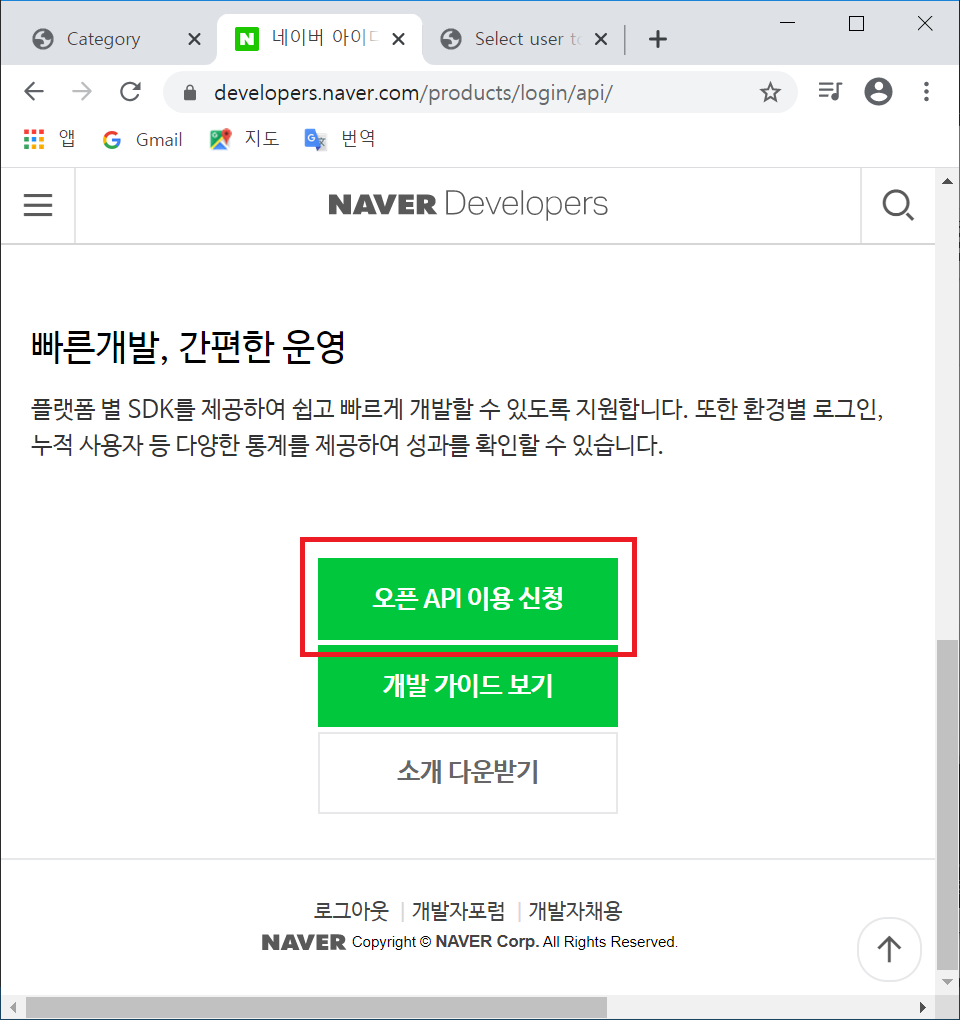 Category
네이버 아이디
Select user to
developers.naver.com/products/login/api/
앱
Gmail
지도
번역
NAVER Developers
빠른개발, 간편한 운영
플랫폼 별 SDK를 제공하여 쉽고 빠르게 개발할 수 있도록 지원합니다. 또한 환경별 로그인,
누적 사용자 등 다양한 통계를 제공하여 성과를 확인할 수 있습니다.
오픈 API 이용 신청
개발 가이드 보기
소개 다운받기
로그아웃 | 개발자포럼 | 개발자채용
NAVER Copyright © NAVER Corp. All Rights Reserved.